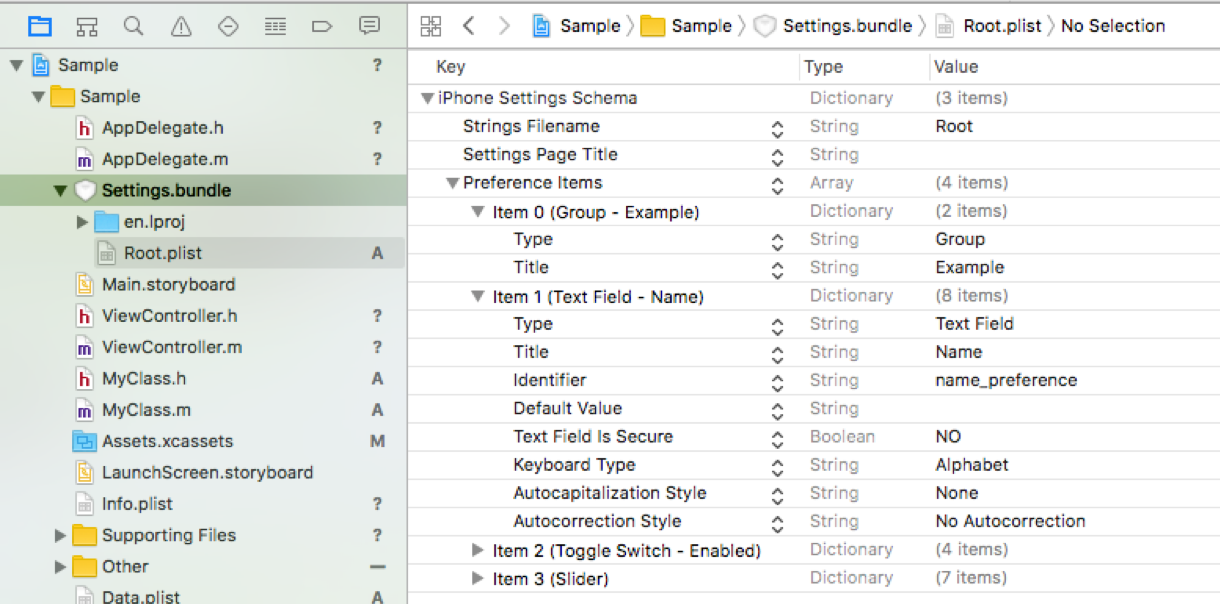 Sample > Sample > Settings.bundle > Root.plist > No Selection
Sample ?
Sample
AppDelegate.h ?
AppDelegate.m ?
Settings.bundle
en.lproj
Root.plist A
Main.storyboard
ViewController.h ?
ViewController.m ?
MyClass.h A
MyClass.m A
Assets.xcassets M
LaunchScreen.storyboard
Info.plist ?
Supporting Files ?
Other —
Data.plist A
Key Type Value
iPhone Settings Schema Dictionary (3 items)
Strings Filename String Root
Settings Page Title String
Preference Items Array (4 items)
Item 0 (Group - Example) Dictionary (2 items)
Type String Group
Title String Example
Item 1 (Text Field - Name) Dictionary (8 items)
Type String Text Field
Title String Name
Identifier String name_preference
Default Value String
Text Field Is Secure Boolean NO
Keyboard Type String Alphabet
Autocapitalization Style String None
Autocorrection Style String No Autocorrection
Item 2 (Toggle Switch - Enabled) Dictionary (4 items)
Item 3 (Slider) Dictionary (7 items)